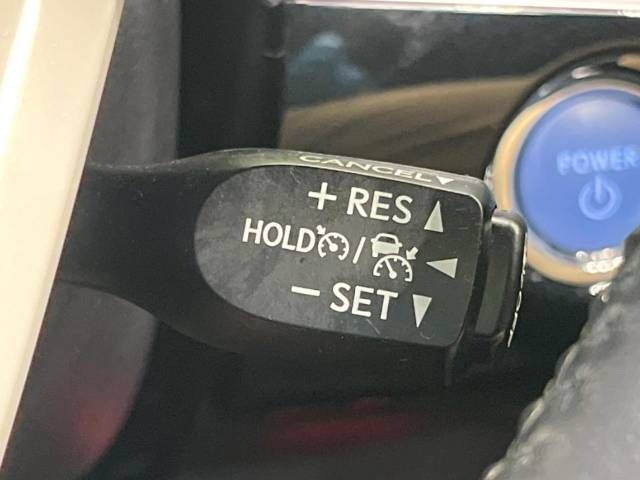 CANCEL
+ RES
HOLD /
- SET
POWER